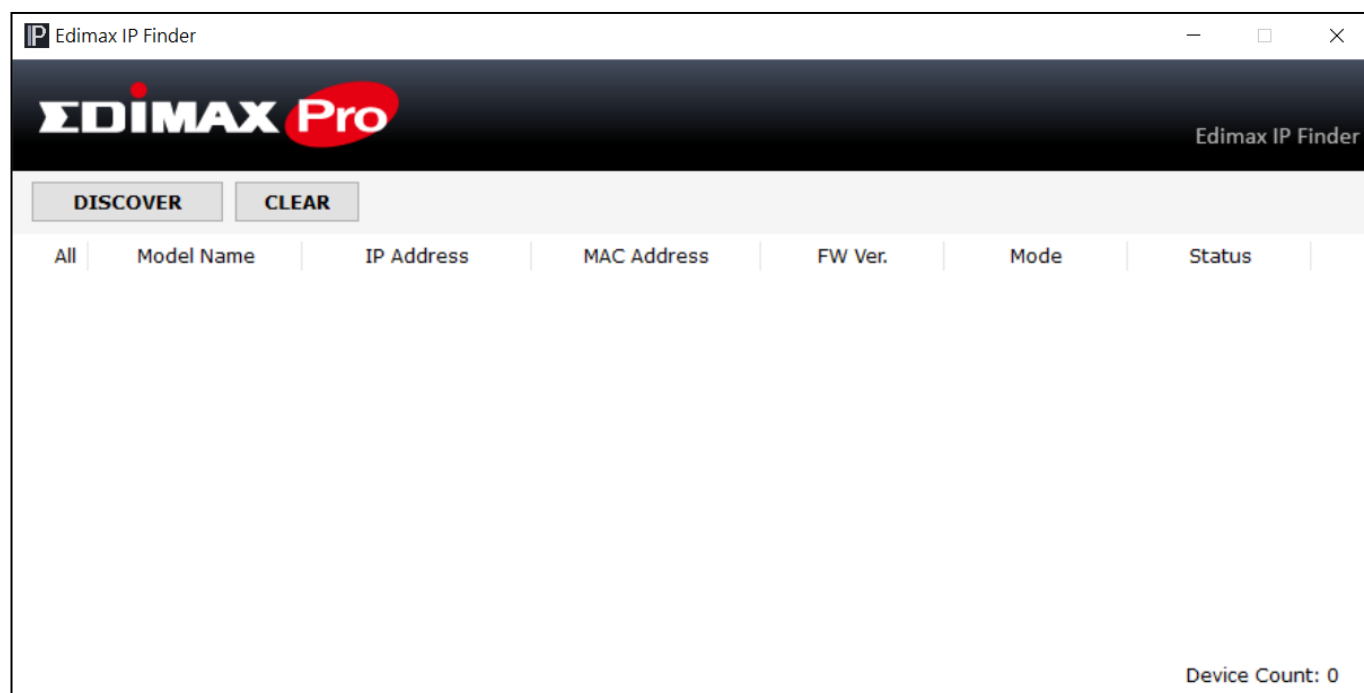 IP Edimax IP Finder
EDIMAX Pro
Edimax IP Finder
DISCOVER CLEAR
All Model Name IP Address MAC Address FW Ver. Mode Status
Device Count: 0